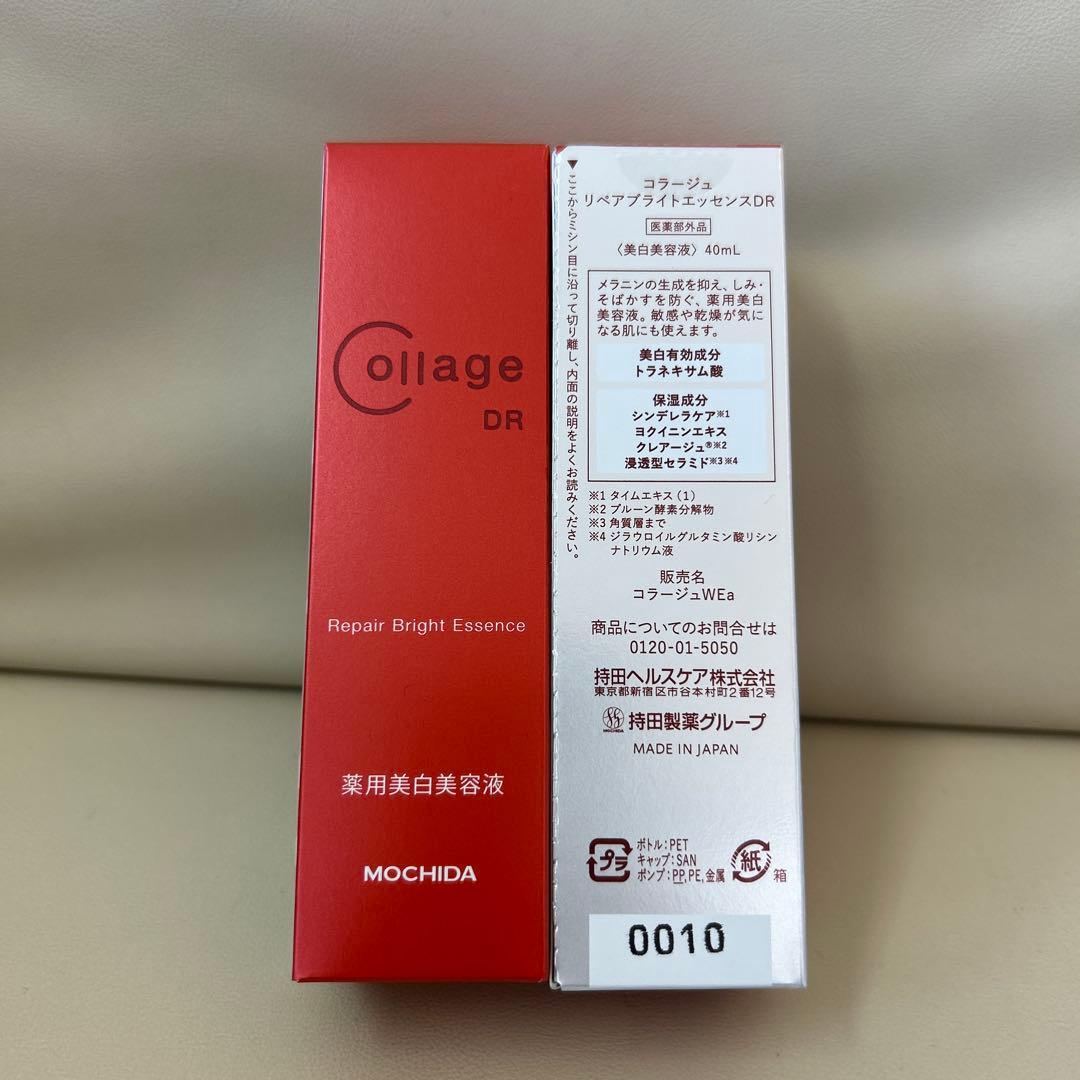 Collage
DR
Repair Bright Essence
薬用美白美容液
MOCHIDA
▼ここからミシン目に沿って切り離し、内面の説明をよくお読みください。
コラージュ
リペアブライトエッセンスDR
医薬部外品
〈美白美容液〉40mL
メラニンの生成を抑え、しみ・
そばかすを防ぐ、薬用美白
美容液。敏感や乾燥が気に
なる肌にも使えます。
美白有効成分
トラネキサム酸
保湿成分
シンデレラケア※1
ヨクイニンエキス
クレアージュ®※2
浸透型セラミド※3※4
※1 タイムエキス(1)
※2 プルーン酵素分解物
※3 角質層まで
※4 ジラウロイルグルタミン酸リシン
ナトリウム液
販売名
コラージュWEa
商品についてのお問合せは
0120-01-5050
持田ヘルスケア株式会社
東京都新宿区市谷本村町2番12号
MOCHIDA 持田製薬グループ
MADE IN JAPAN
プラ
ボトル:PET
キャップ:SAN
ポンプ:PP,PE,金属
紙 箱
0010